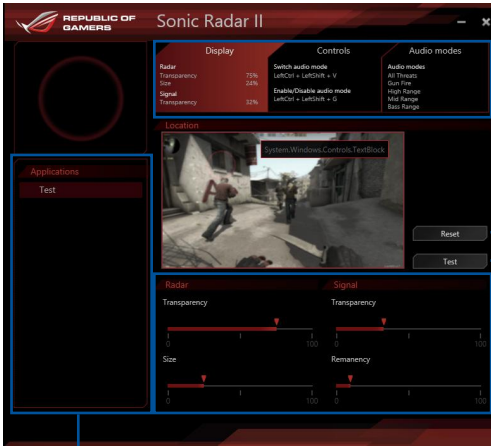 REPUBLIC OF
GAMERS
Sonic Radar II
Display
Controls
Audio modes
Radar
Transparency 75%
Size 24%
Signal
Transparency 32%
Switch audio mode
LeftCtrl + LeftShift + V
Enable/Disable audio mode
LeftCtrl + LeftShift + G
Audio modes
All Threats
Gun Fire
High Range
Mid Range
Bass Range
Location
System.Windows.Controls.TextBlock
Applications
Test
Reset
Test
Radar
Transparency
0 100
Size
0 100
Signal
Transparency
0 100
Remanency
0 100